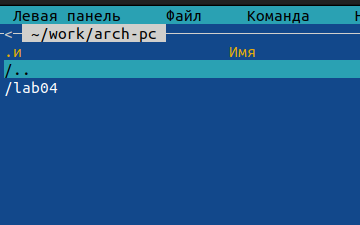 Левая панель Файл Команда Н
<- ~/work/arch-pc
.и Имя
/..
/lab04